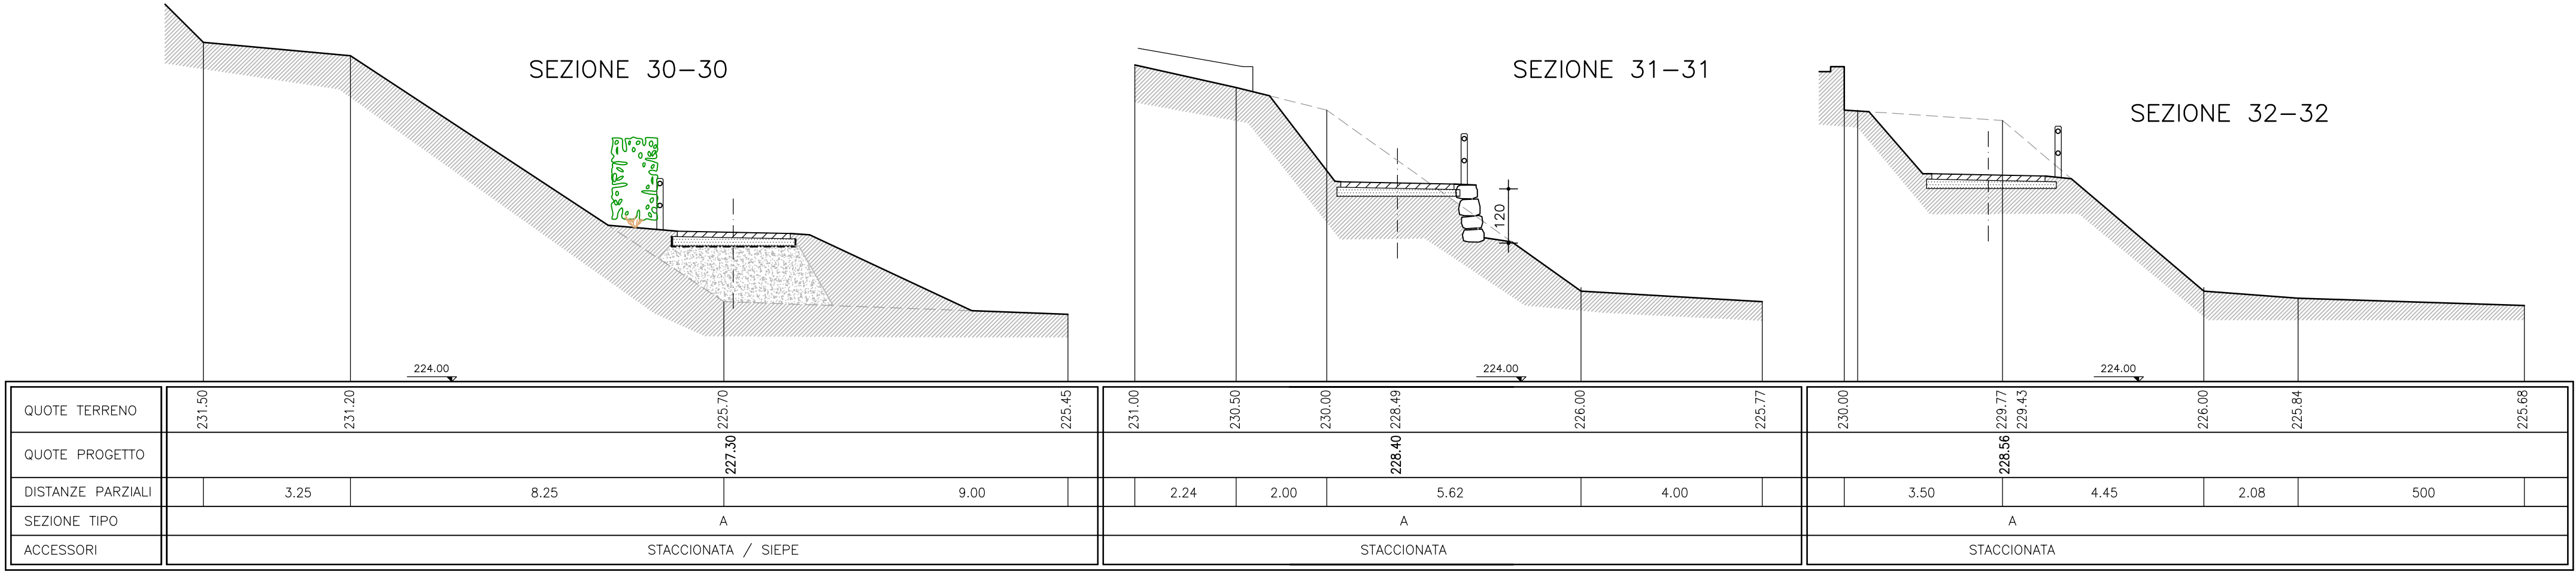 SEZIONE 30-30
SEZIONE 31-31
SEZIONE 32-32
120
224.00
224.00
224.00
QUOTE TERRENO 231.50 231.20 225.70 225.45 231.00 230.50 230.00 228.49 226.00 225.77 230.00 229.77 229.43 226.00 225.84 225.68
QUOTE PROGETTO 227.30 228.40 228.56
DISTANZE PARZIALI 3.25 8.25 9.00 2.24 2.00 5.62 4.00 3.50 4.45 2.08 500
SEZIONE TIPO A A A
ACCESSORI STACCIONATA / SIEPE STACCIONATA STACCIONATA